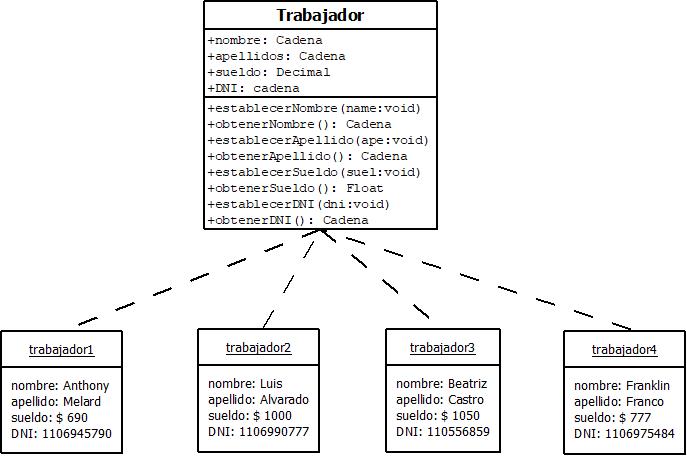 Trabajador
+nombre: Cadena
+apellidos: Cadena
+sueldo: Decimal
+DNI: cadena
+establecerNombre(name:void)
+obtenerNombre(): Cadena
+establecerApellido(ape:void)
+obtenerApellido(): Cadena
+establecerSueldo(suel:void)
+obtenerSueldo(): Float
+establecerDNI(dni:void)
+obtenerDNI(): Cadena
trabajador1
nombre: Anthony
apellido: Melard
sueldo: $ 690
DNI: 1106945790
trabajador2
nombre: Luis
apellido: Alvarado
sueldo: $ 1000
DNI: 1106990777
trabajador3
nombre: Beatriz
apellido: Castro
sueldo: $ 1050
DNI: 110556859
trabajador4
nombre: Franklin
apellido: Franco
sueldo: $ 777
DNI: 1106975484